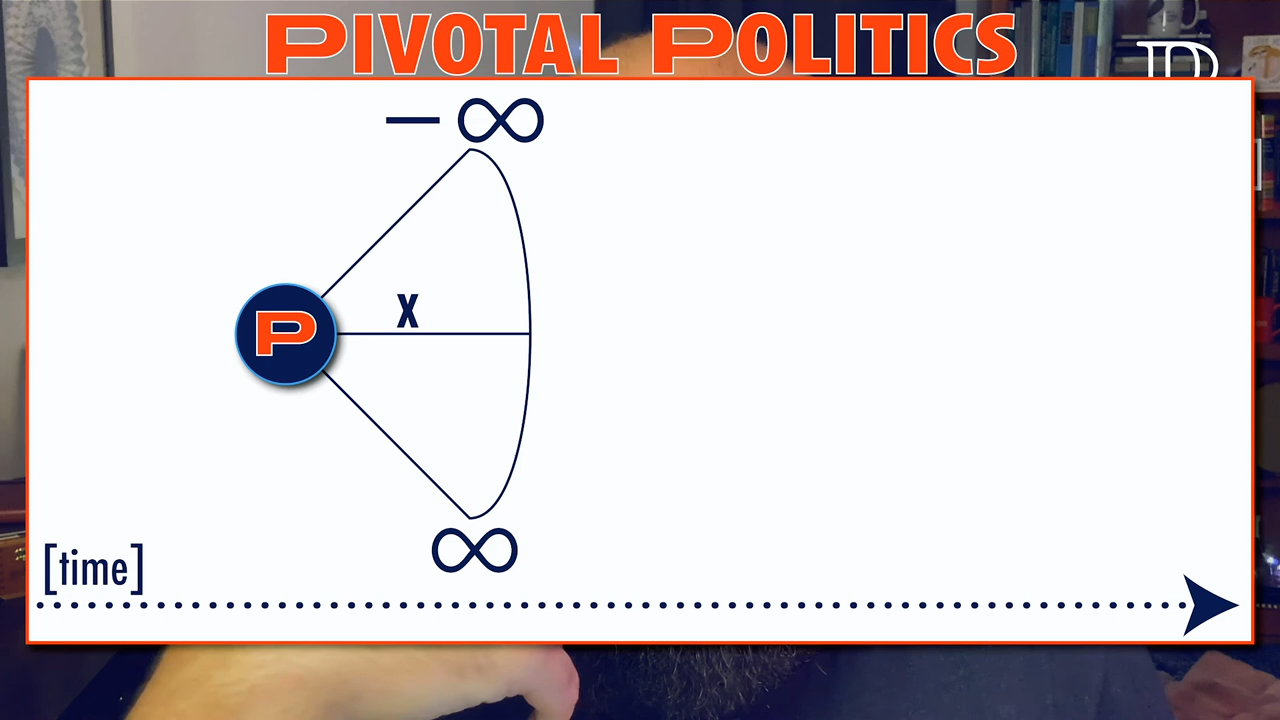 PIVOTAL POLITICS
P
− ∞
x
P
∞
[time]